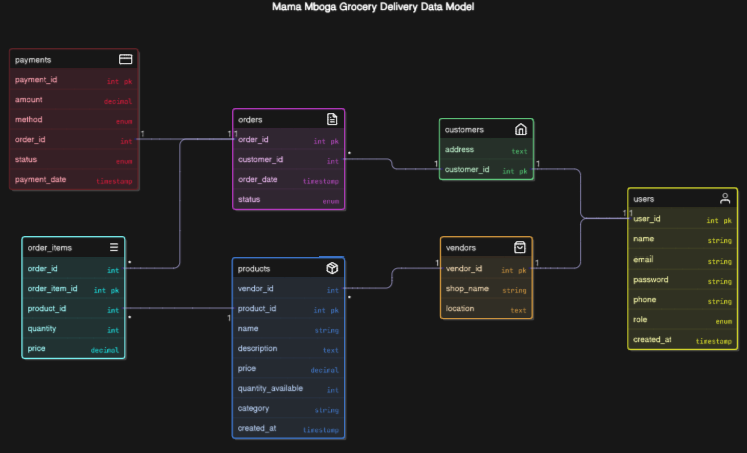 Mama Mboga Grocery Delivery Data Model
payments
payment_id int pk
amount decimal
method enum
order_id int
status enum
payment_date timestamp
orders
order_id int pk
customer_id int
order_date timestamp
status enum
customers
address text
customer_id int pk
users
user_id int pk
name string
email string
password string
phone string
role enum
created_at timestamp
order_items
order_id int
order_item_id int pk
product_id int
quantity int
price decimal
products
vendor_id int
product_id int pk
name string
description text
price decimal
quantity_available int
category string
created_at timestamp
vendors
vendor_id int pk
shop_name string
location text
1
1
1
*
1
1
1
1
*
*
1
1
1
*